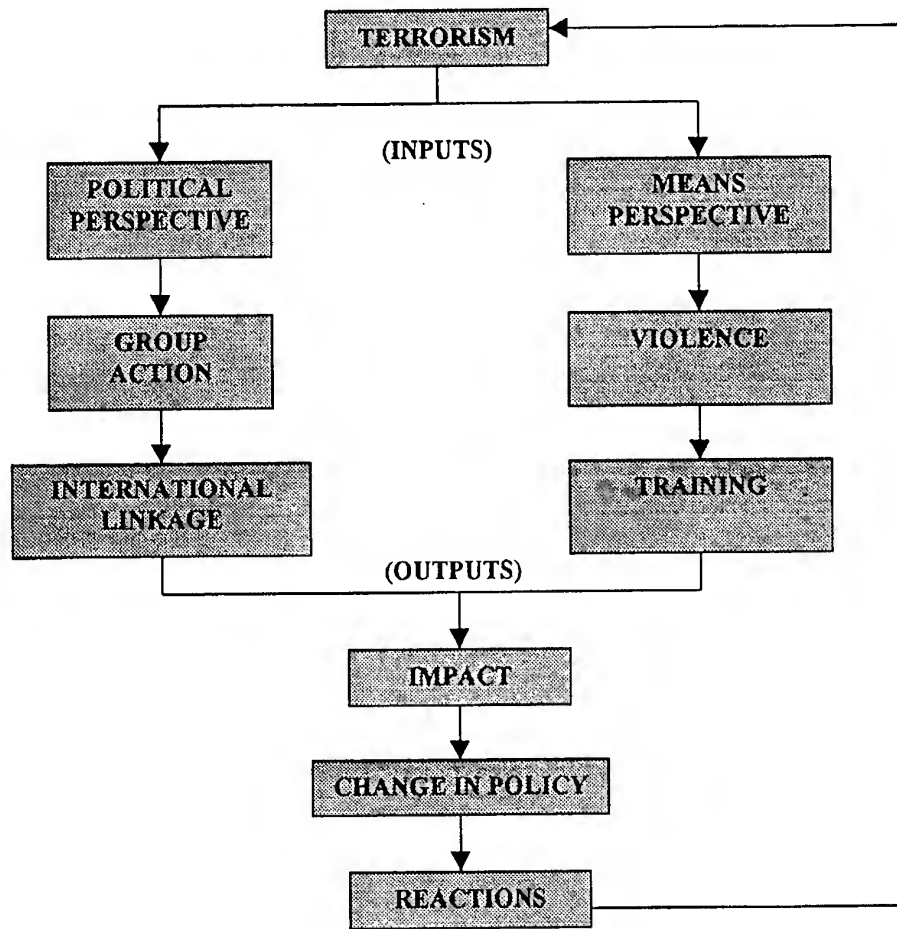 TERRORISM
(INPUTS)
POLITICAL
PERSPECTIVE
MEANS
PERSPECTIVE
GROUP
ACTION
VIOLENCE
INTERNATIONAL
LINKAGE
TRAINING
(OUTPUTS)
IMPACT
CHANGE IN POLICY
REACTIONS